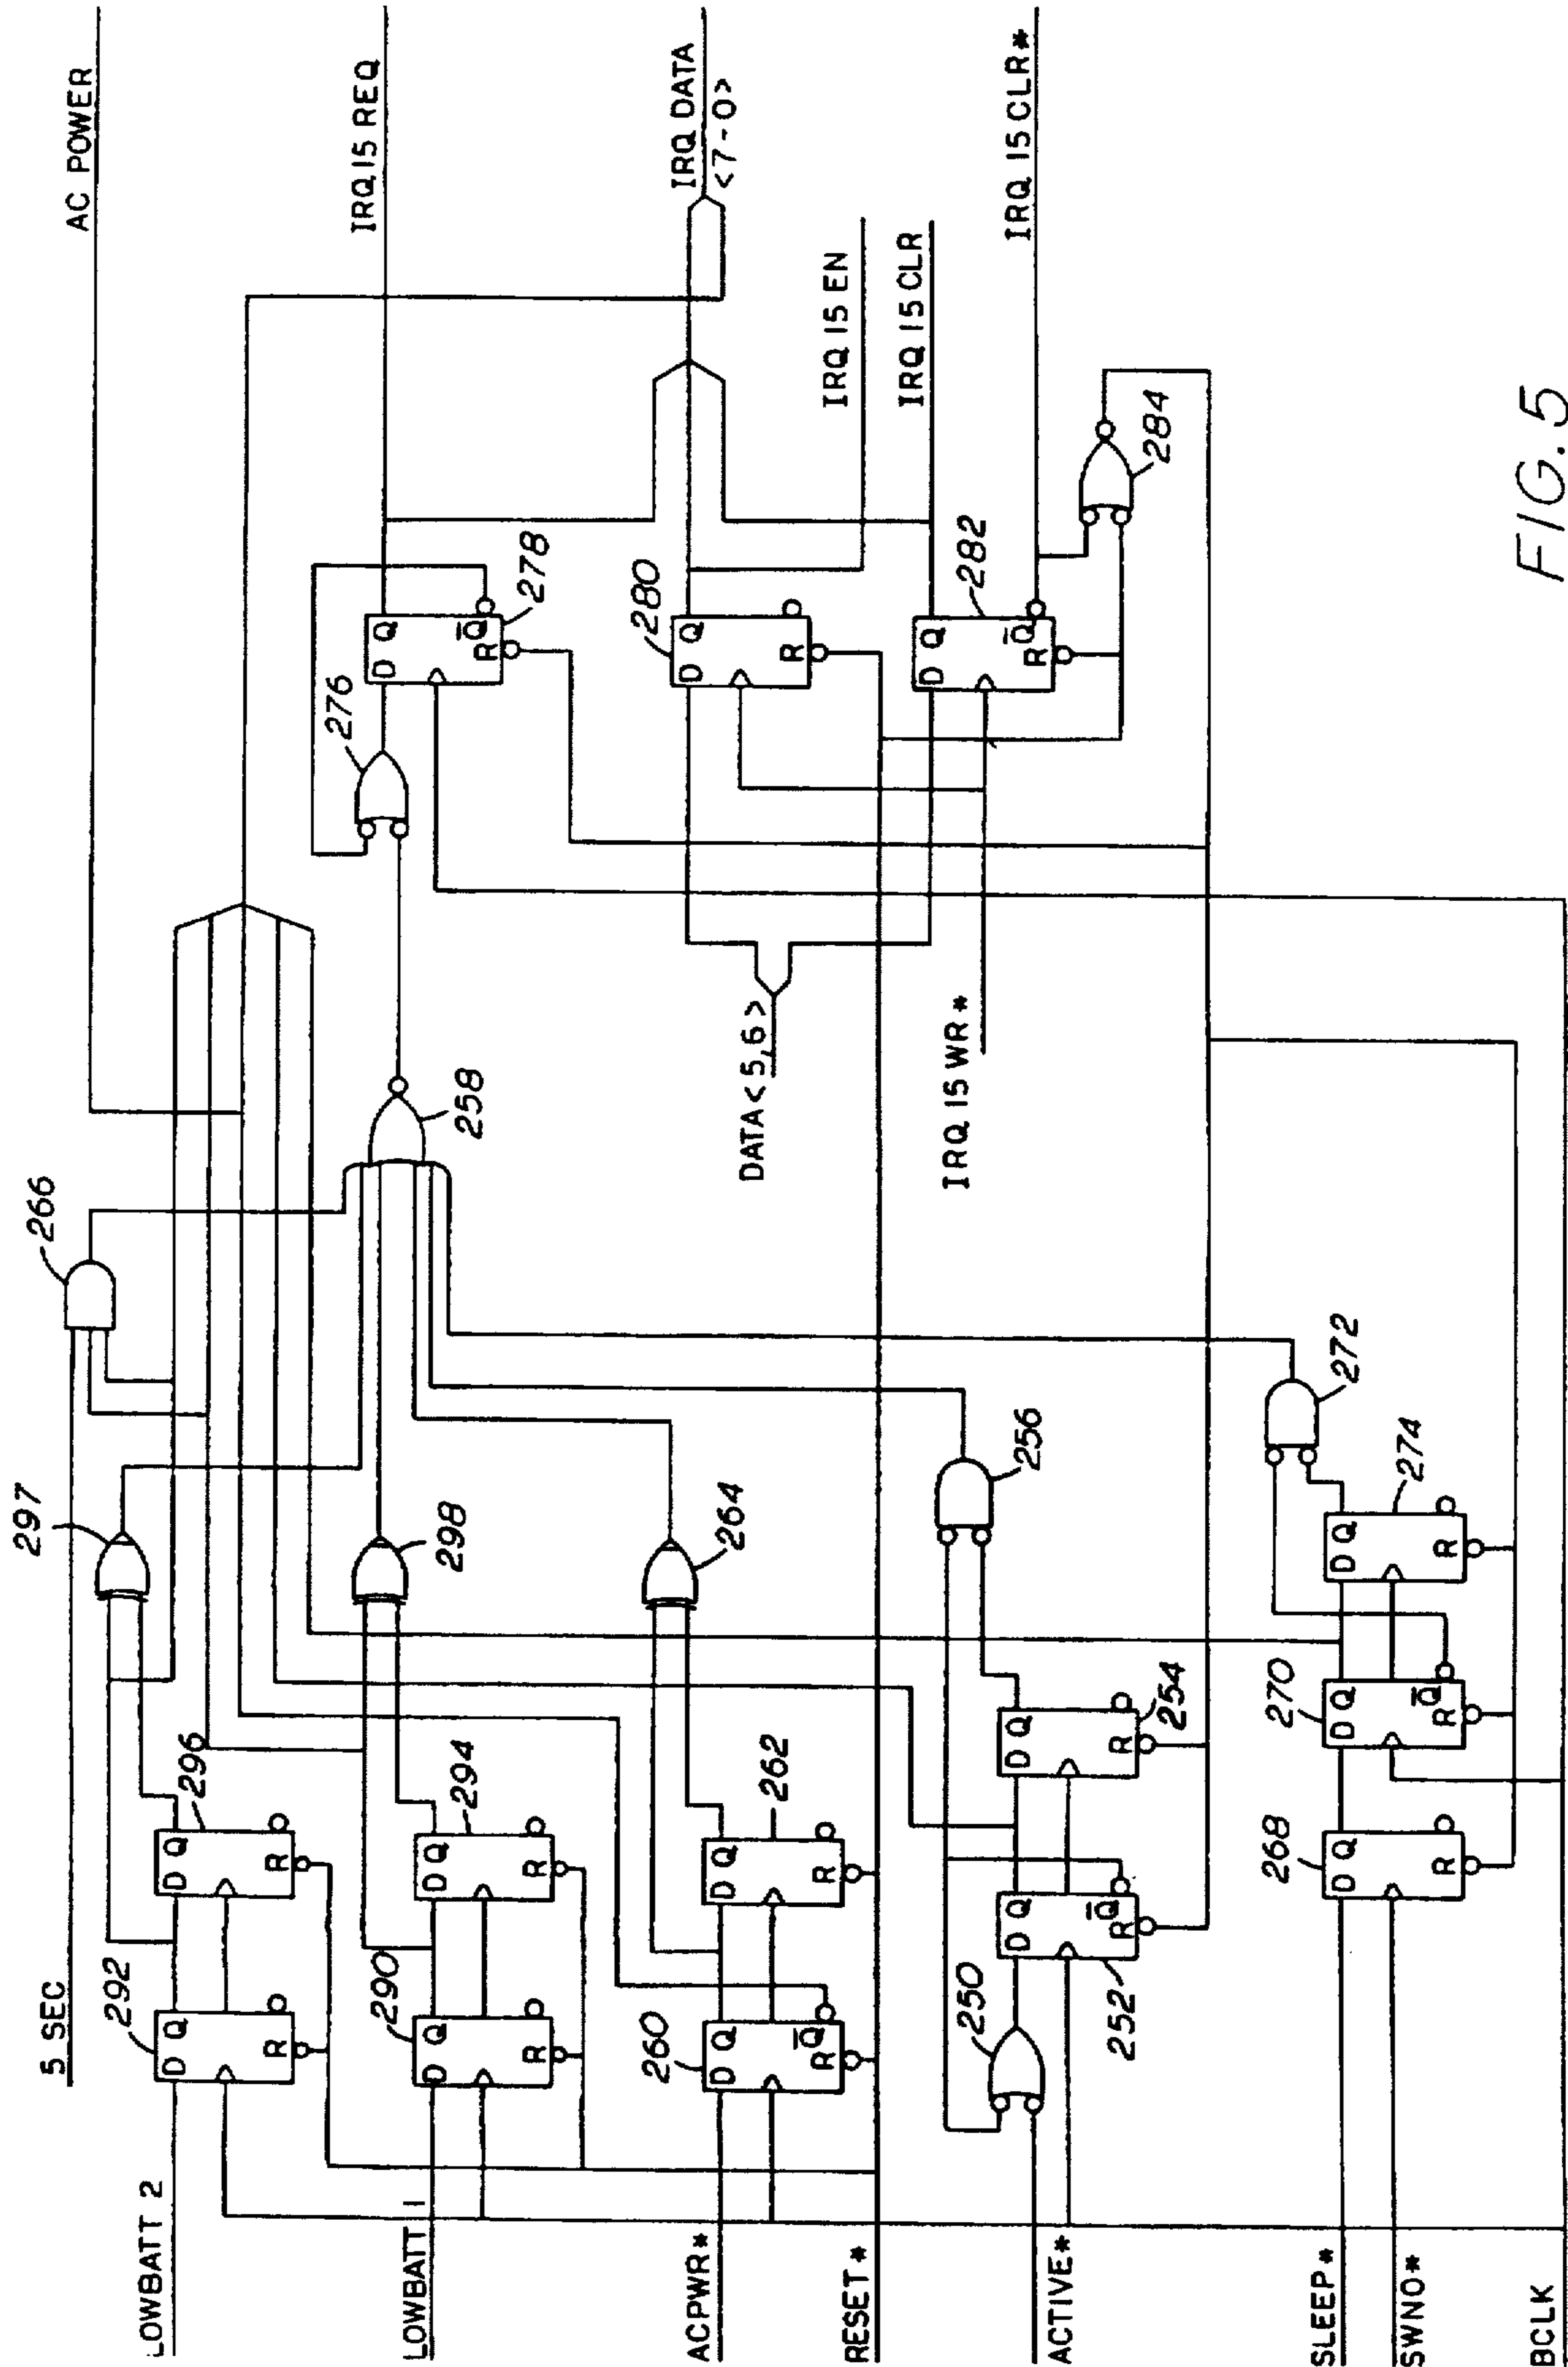 AC POWER
IRQ 15 REQ
IRQ DATA
<7-0>
IRQ 15 EN
IRQ 15 CLR
IRQ 15 CLR*
266
297
5 SEC
292
D Q
R
296
D Q
R
LOWBATT 2
298
258
276
D Q
Q
R
278
290
D Q
R
294
D Q
R
LOWBATT 1
264
280
D Q
R
DATA<5,6>
260
D Q
Q
R
262
D Q
R
ACPWR*
RESET*
256
282
D Q
Q
R
IRQ 15 WR*
284
250
252
D Q
Q
R
254
D Q
R
ACTIVE*
272
268
D Q
R
270
D Q
Q
R
274
D Q
R
SLEEP*
SWNO*
BCLK
FIG. 5